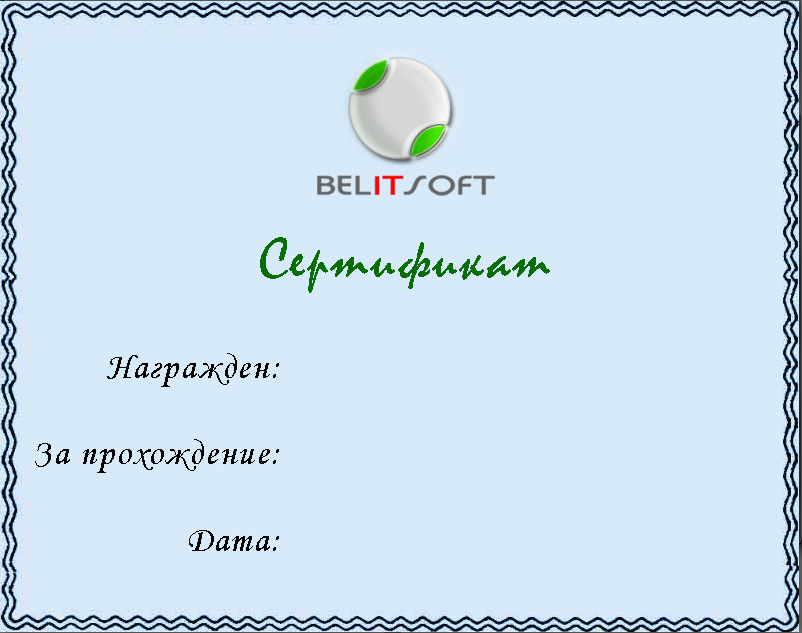 BELITSOFT
Сертификат
Награжден:
За прохождение:
Дата: